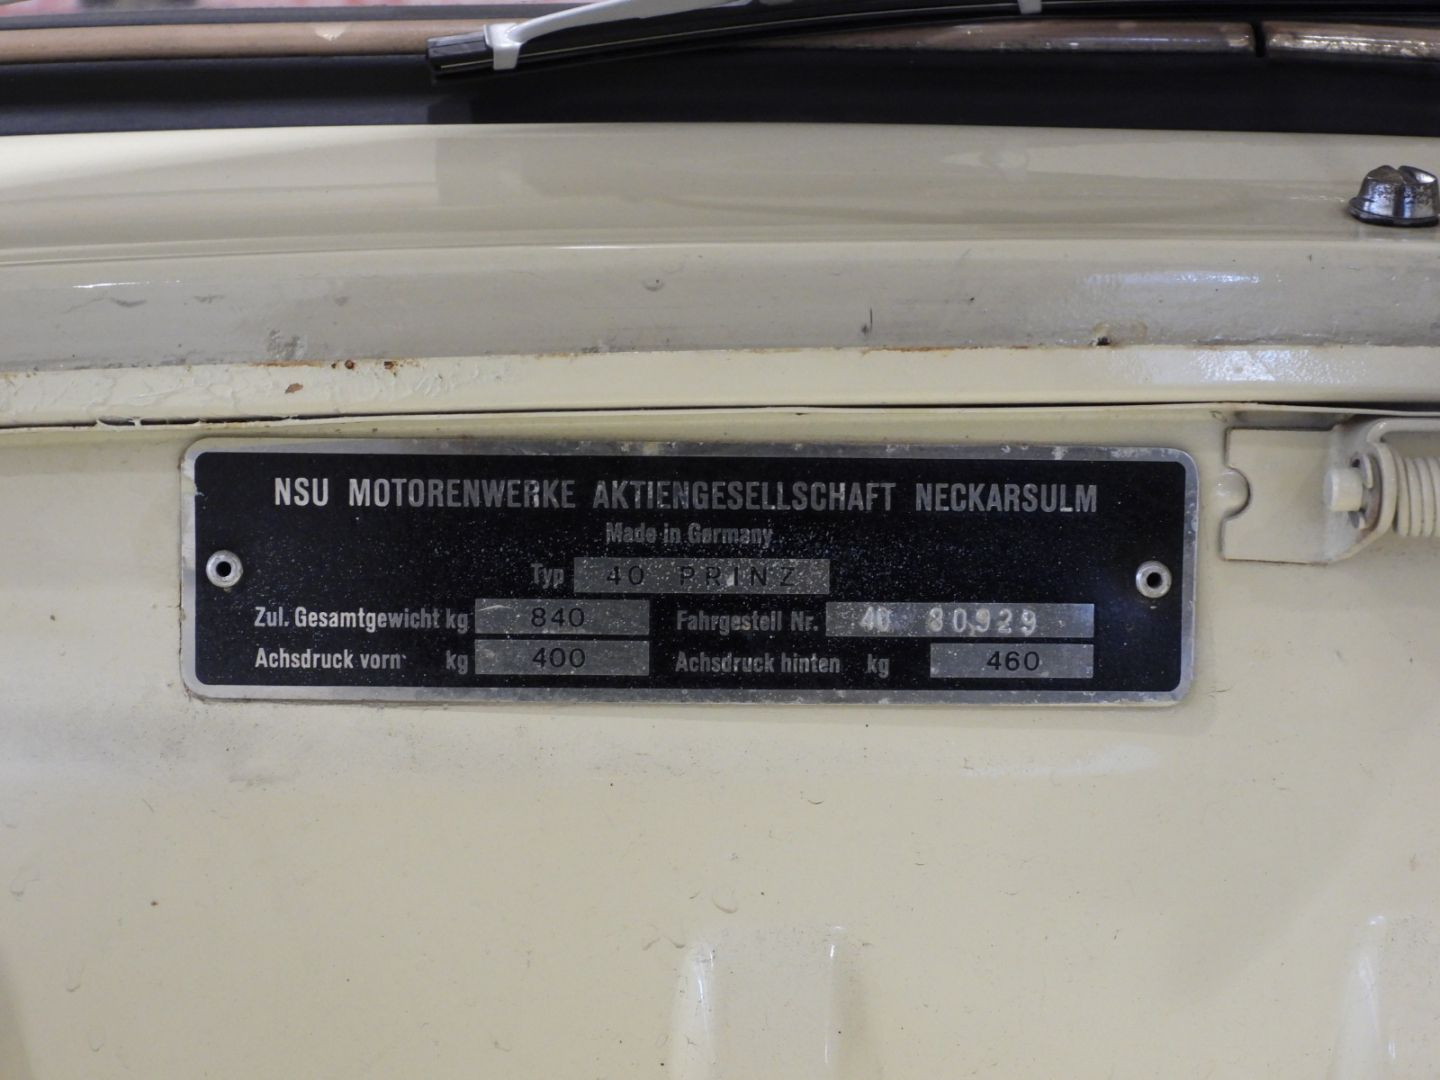 NSU MOTORENWERKE AKTIENGESELLSCHAFT NECKARSULM
Made in Germany
Typ 40 PRINZ
Zul. Gesamtgewicht kg 840 Fahrgestell Nr. 40 80929
Achsdruck vorn kg 400 Achsdruck hinten kg 460